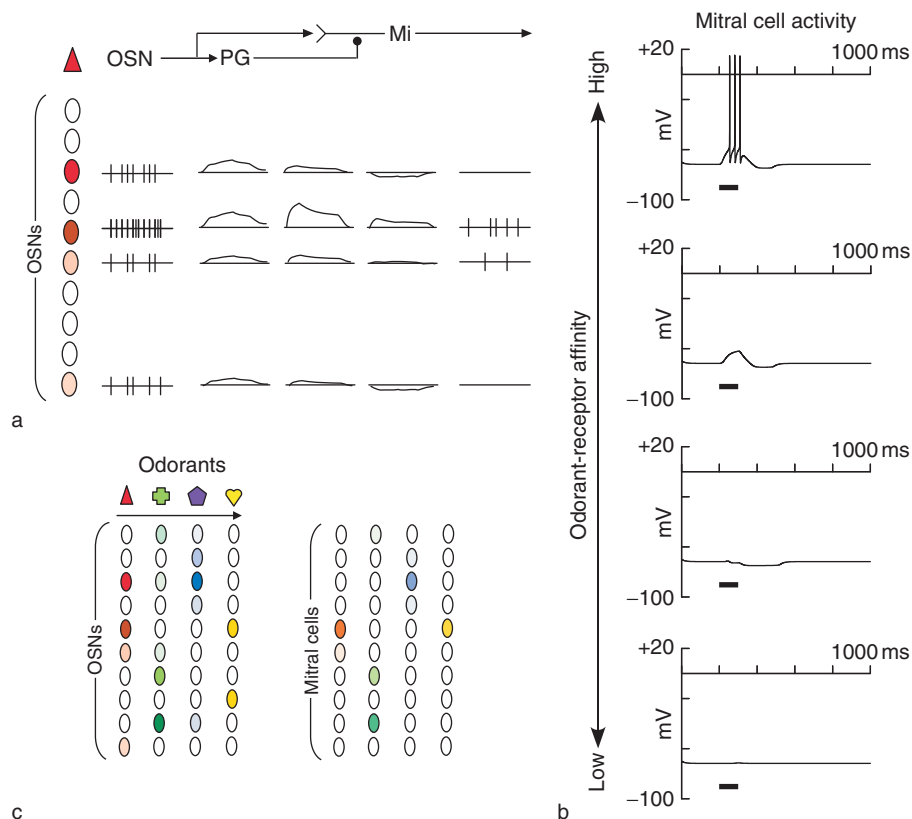 OSN PG Mi
OSNs
a
Odorants
OSNs
Mitral cells
c
Mitral cell activity
High
Odorant-receptor affinity
Low
+20
1000 ms
mV
−100
+20
1000 ms
mV
−100
+20
1000 ms
mV
−100
+20
1000 ms
mV
−100
b